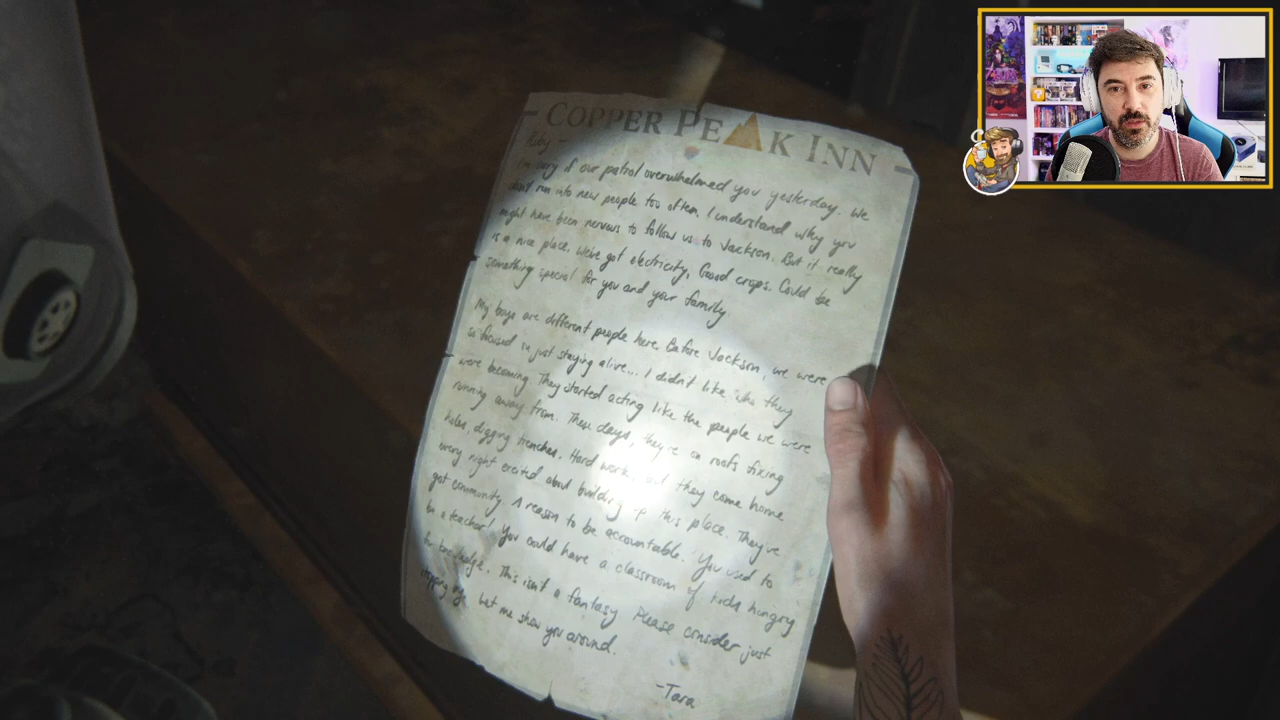 COPPER PEAK INN
I'm sorry if our patrol overwhelmed you yesterday. We
don't run into new people too often. I understand why you
might have been nervous to follow us to Jackson. But it really
is a nice place. We've got electricity, Good crops. Could be
something special for you and your family.
My boys are different people here. Before Jackson, we were
so focused in just staying alive... I didn't like who they
were becoming. They started acting like the people we were
running away from. These days, they're on roofs fixing
holes, digging trenches. Hard work, but they come home
every night excited about building up this place. They've
got community. A reason to be accountable. You used to
be a teacher! You could have a classroom of kids hungry
for knowledge. This isn't a fantasy. Please consider just
stopping by. Let me show you around.
-Tara